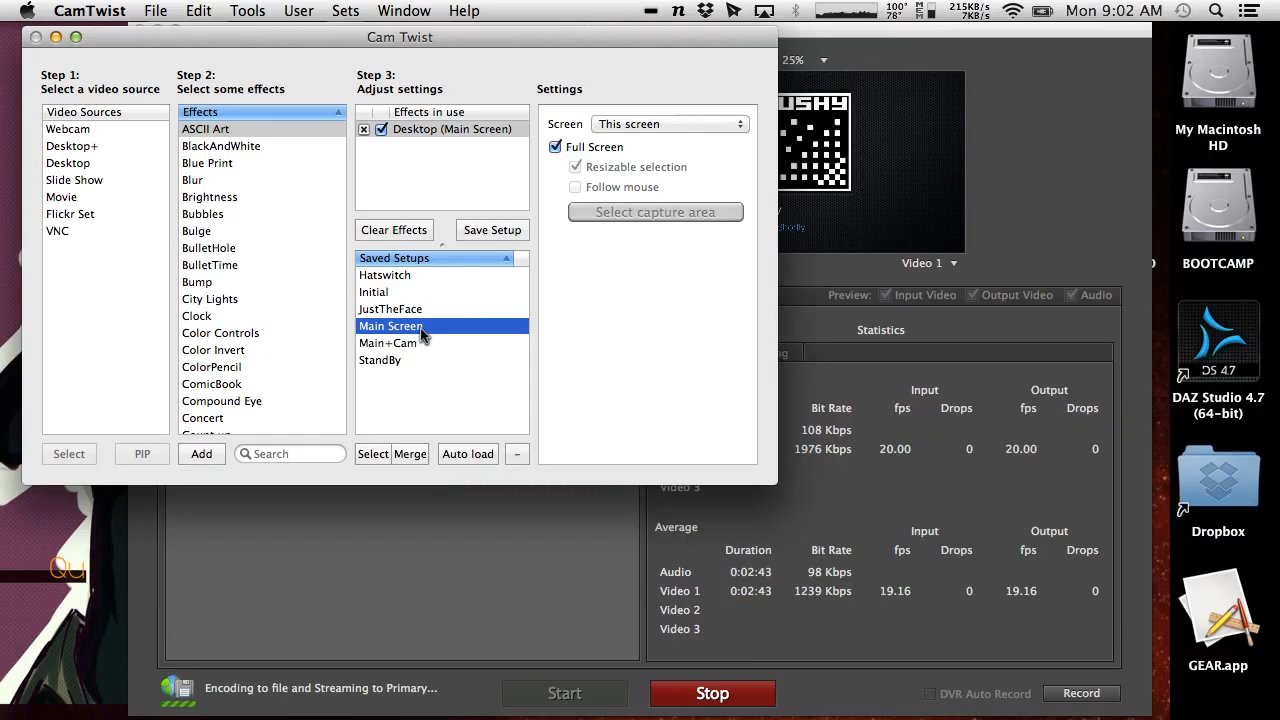 CamTwist File Edit Tools User Sets Window Help
100° 78° MEM 215KB/s 7KB/s Mon 9:02 AM
Cam Twist
Step 1:
Select a video source
Video Sources
Webcam
Desktop+
Desktop
Slide Show
Movie
Flickr Set
VNC
Select
PIP
Step 2:
Select some effects
Effects
ASCII Art
BlackAndWhite
Blue Print
Blur
Brightness
Bubbles
Bulge
BulletHole
BulletTime
Bump
City Lights
Clock
Color Controls
Color Invert
ColorPencil
ComicBook
Compound Eye
Concert
Add
Search
Step 3:
Adjust settings
Effects in use
Desktop (Main Screen)
Clear Effects
Save Setup
Saved Setups
Hatswitch
Initial
JustTheFace
Main Screen
Main+Cam
StandBy
Select Merge
Auto load
-
Settings
Screen This screen
Full Screen
Resizable selection
Follow mouse
Select capture area
25%
USHY
Video 1
Preview: Input Video Output Video Audio
Statistics
Input Output
Bit Rate fps Drops fps Drops
108 Kbps
1976 Kbps 20.00 0 20.00 0
Video 3
Average Input Output
Duration Bit Rate fps Drops fps Drops
Audio 0:02:43 98 Kbps
Video 1 0:02:43 1239 Kbps 19.16 0 19.16 0
Video 2
Video 3
Encoding to file and Streaming to Primary...
Start
Stop
DVR Auto Record
Record
Qu
My Macintosh
HD
BOOTCAMP
DS 4.7
DAZ Studio 4.7
(64-bit)
Dropbox
GEAR.app